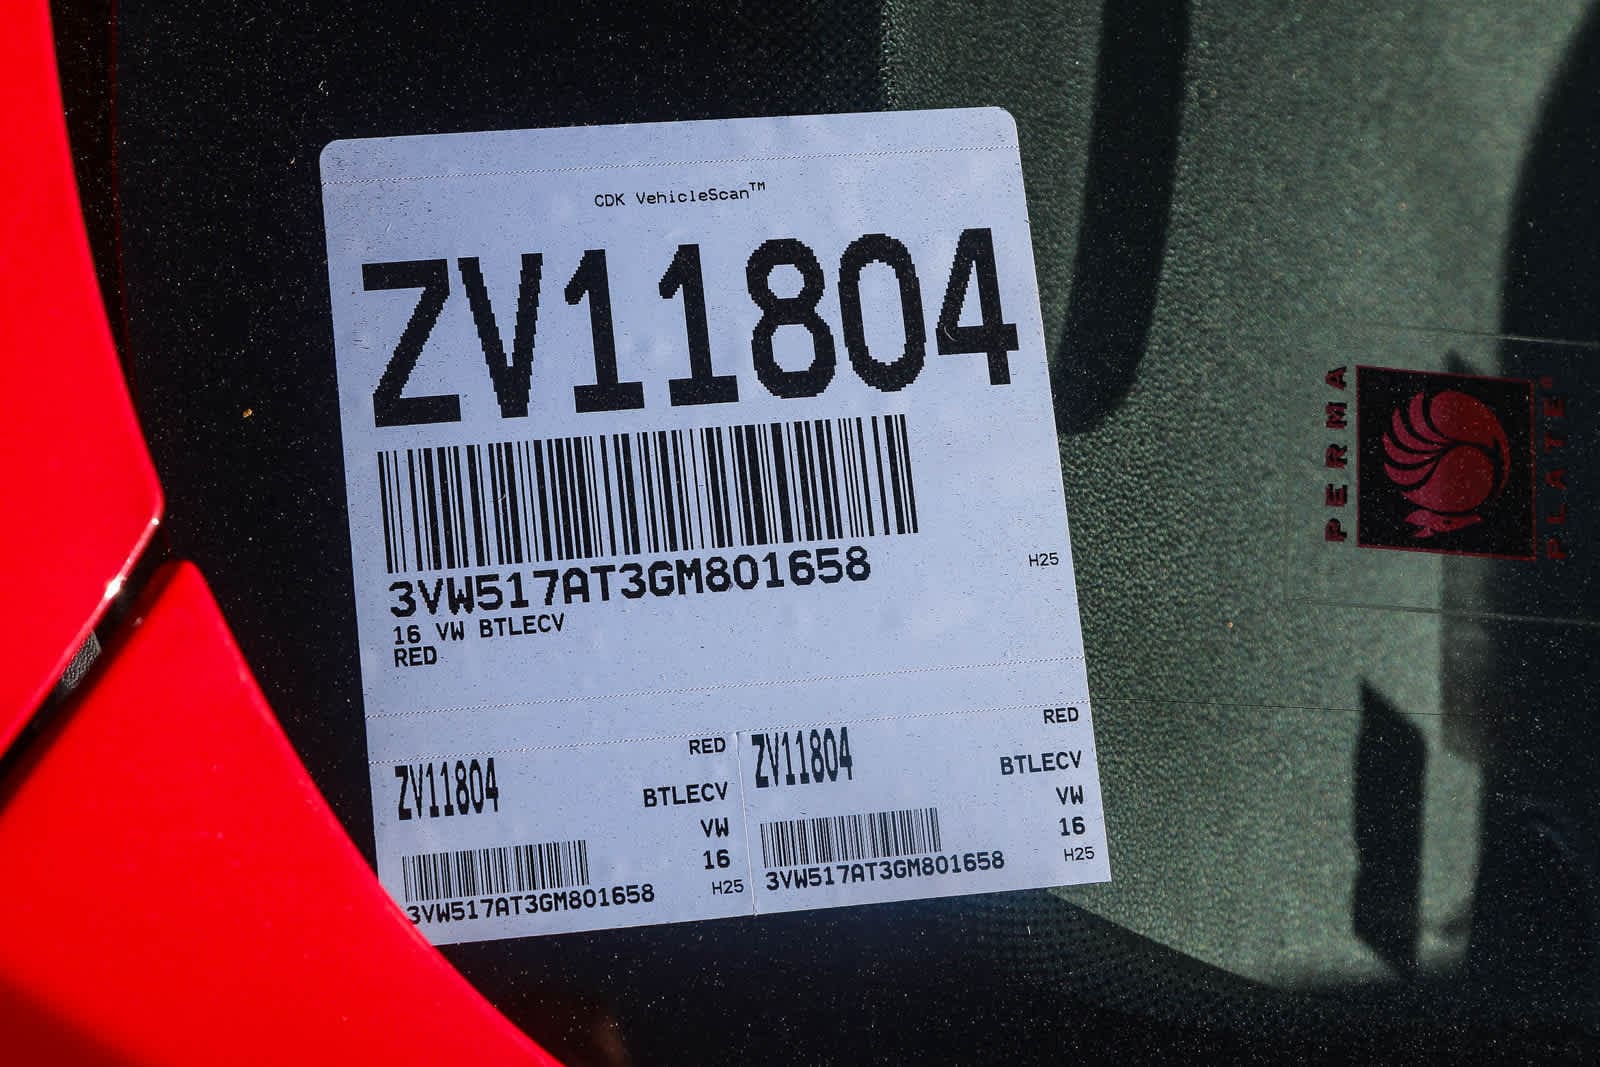 CDK VehicleScan™
ZV11804
3VW517AT3GM801658
H25
16 VW BTLECV
RED
ZV11804
RED
BTLECV
VW
16
H25
3VW517AT3GM801658
ZV11804
RED
BTLECV
VW
16
H25
3VW517AT3GM801658
PERMA
PLATE®